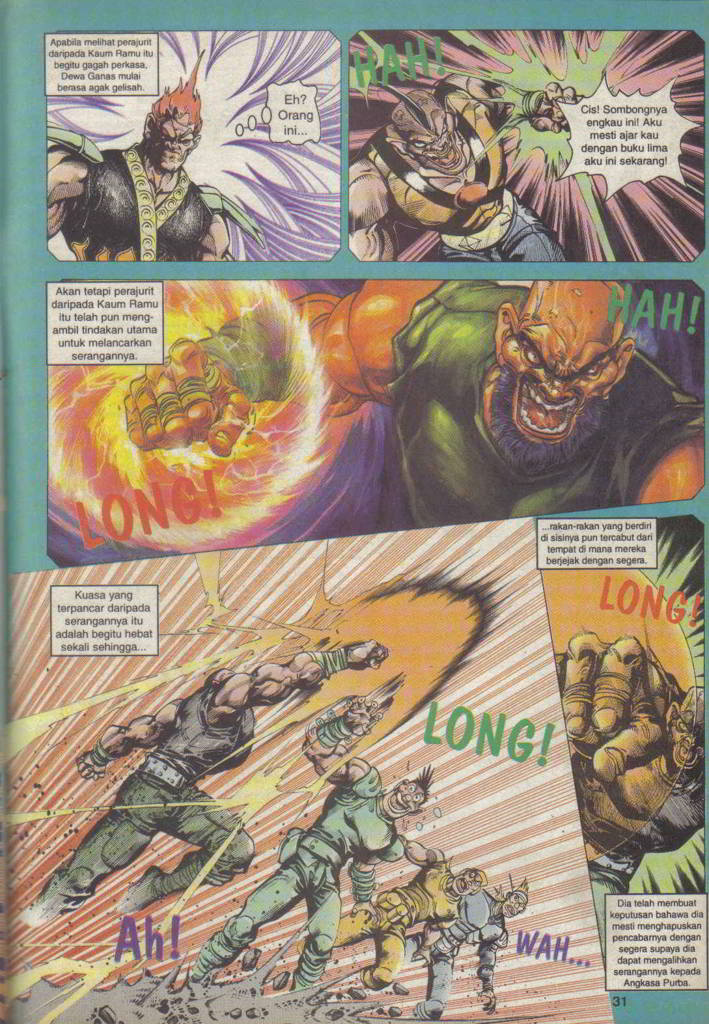 Apabila melihat perajurit
daripada Kaum Ramu itu
begitu gagah perkasa,
Dewa Ganas mulai
berasa agak gelisah.
Eh?
Orang
ini...
HAH!
Cis! Sombongnya
engkau ini! Aku
mesti ajar kau
dengan buku lima
aku ini sekarang!
Akan tetapi perajurit
daripada Kaum Ramu
itu telah pun meng-
ambil tindakan utama
untuk melancarkan
serangannya.
HAH!
LONG!
Kuasa yang
terpancar daripada
serangannya itu
adalah begitu hebat
sekali sehingga...
LONG!
Ah!
WAH...
...rakan-rakan yang berdiri
di sisinya pun tercabut dari
tempat di mana mereka
berjejak dengan segera.
LONG!
Dia telah membuat
keputusan bahawa dia
mesti menghapuskan
pencabarnya dengan
segera supaya dia
dapat mengalihkan
serangannya kepada
Angkasa Purba.
31